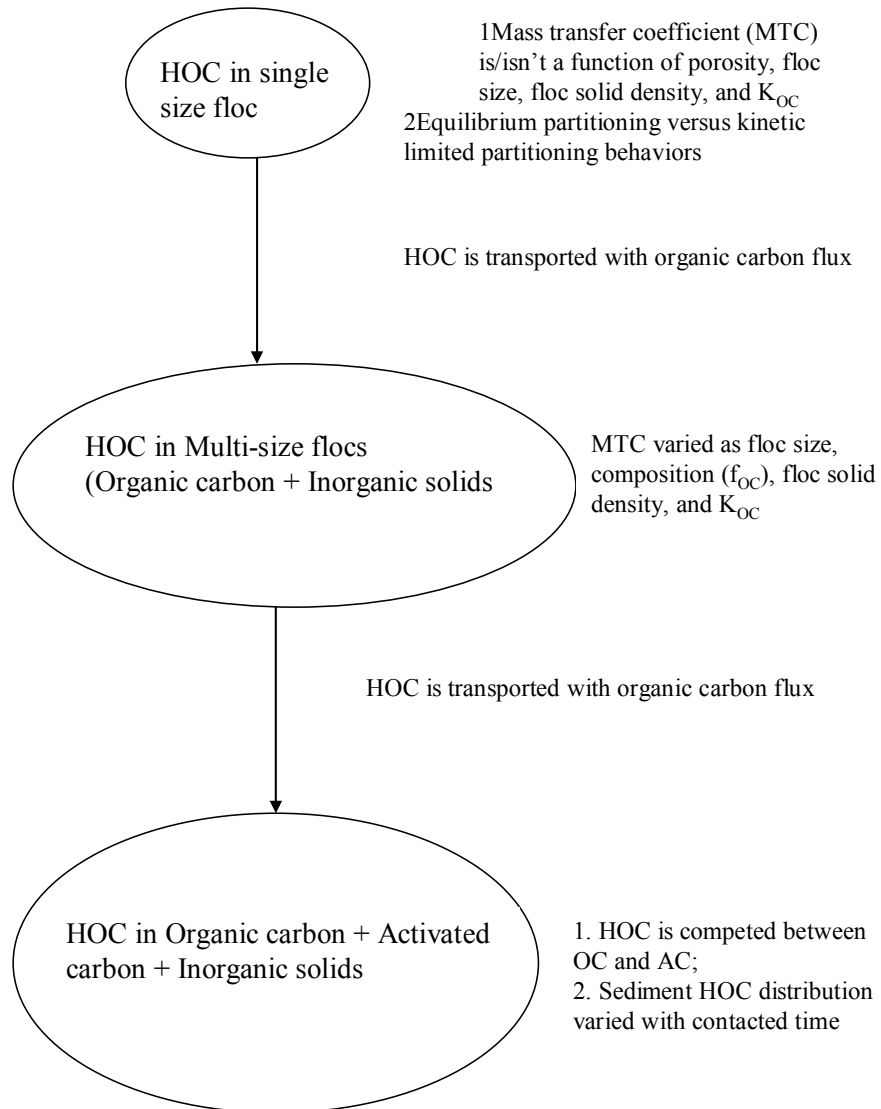 HOC in single
size floc
1Mass transfer coefficient (MTC)
is/isn’t a function of porosity, floc
size, floc solid density, and K_OC
2Equilibrium partitioning versus kinetic
limited partitioning behaviors
HOC is transported with organic carbon flux
HOC in Multi-size flocs
(Organic carbon + Inorganic solids
MTC varied as floc size,
composition (f_OC), floc solid
density, and K_OC
HOC is transported with organic carbon flux
HOC in Organic carbon + Activated
carbon + Inorganic solids
1. HOC is competed between
OC and AC;
2. Sediment HOC distribution
varied with contacted time